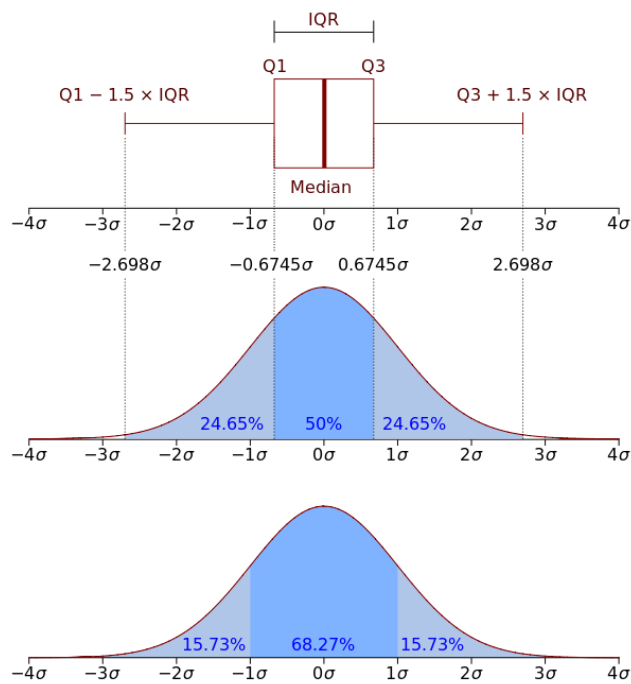 IQR
Q1 Q3
Q1 − 1.5 × IQR Q3 + 1.5 × IQR
Median
−4σ −3σ −2σ −1σ 0σ 1σ 2σ 3σ 4σ
−2.698σ −0.6745σ 0.6745σ 2.698σ
24.65% 50% 24.65%
−4σ −3σ −2σ −1σ 0σ 1σ 2σ 3σ 4σ
15.73% 68.27% 15.73%
−4σ −3σ −2σ −1σ 0σ 1σ 2σ 3σ 4σ